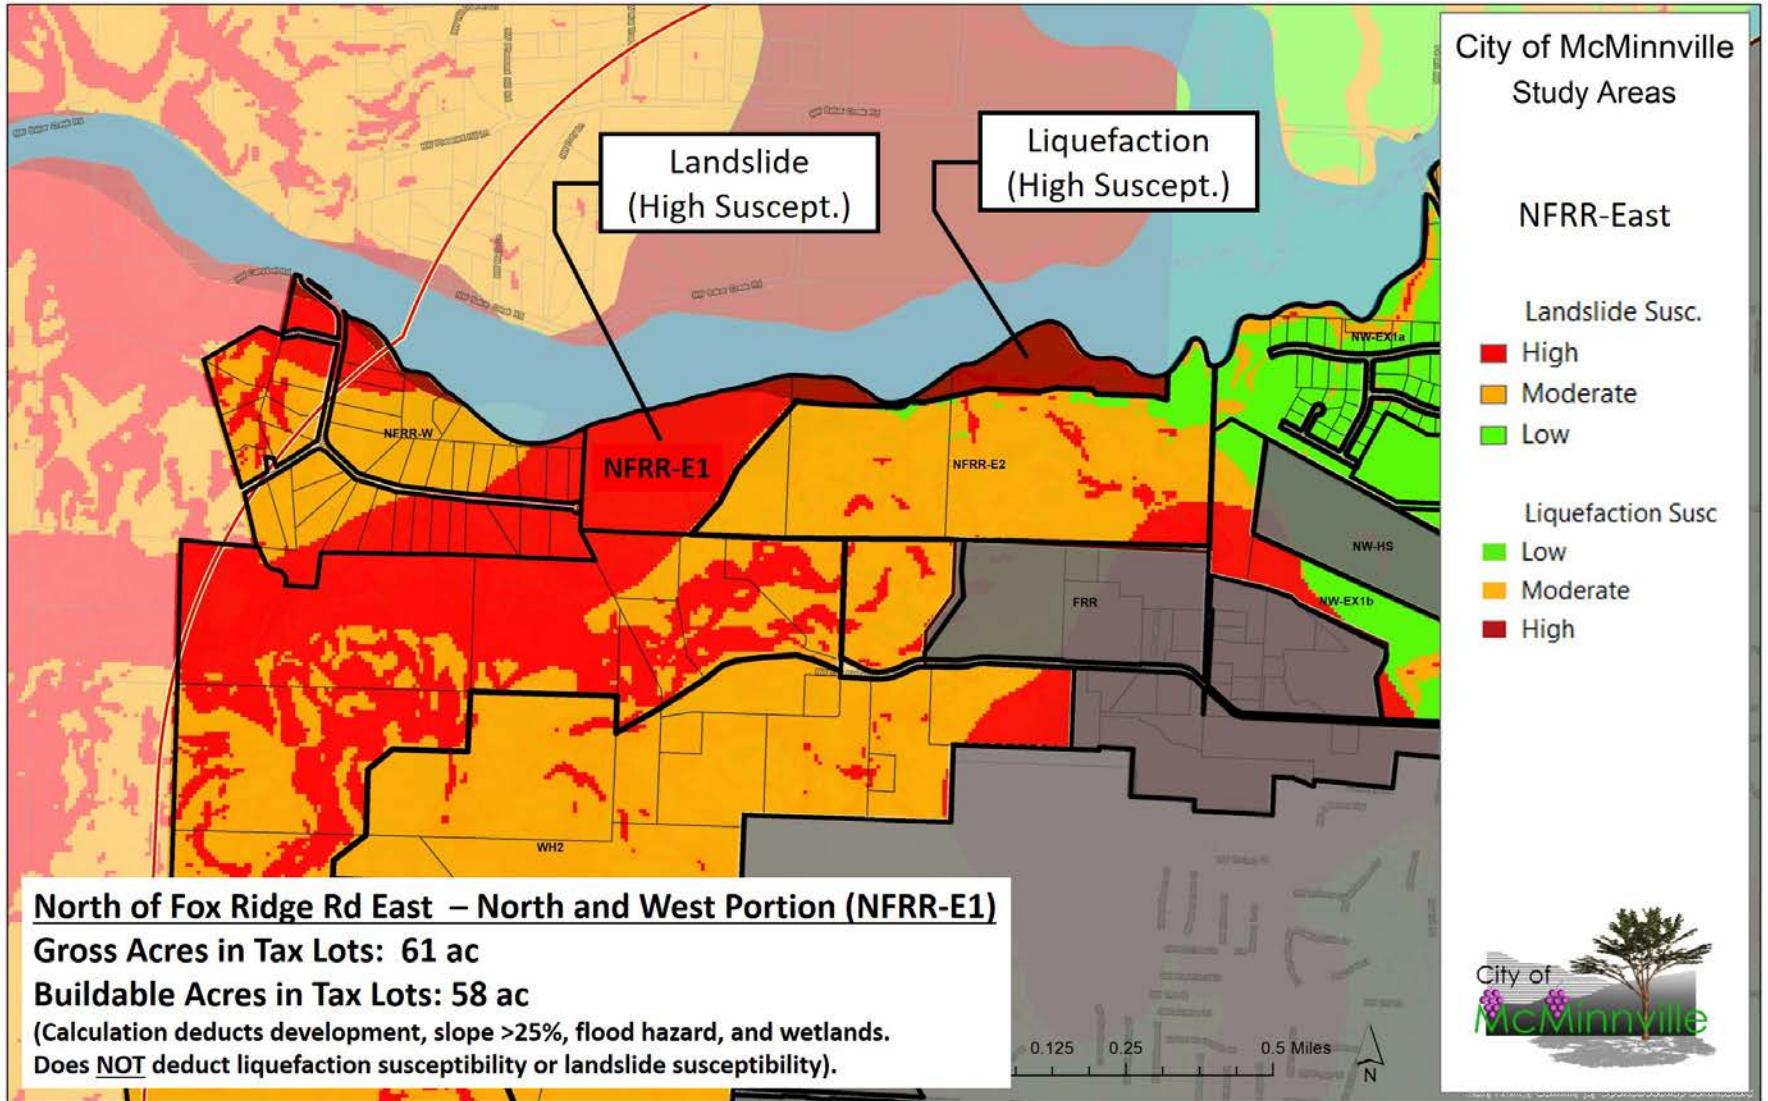 City of McMinnville
Study Areas
NFRR-East
Landslide Susc.
High
Moderate
Low
Liquefaction Susc
Low
Moderate
High
Landslide
(High Suscept.)
Liquefaction
(High Suscept.)
NW-EX1a
NFRR-W
NFRR-E1
NFRR-E2
NW-HS
FRR
NW-EX1b
WH2
North of Fox Ridge Rd East – North and West Portion (NFRR-E1)
Gross Acres in Tax Lots: 61 ac
Buildable Acres in Tax Lots: 58 ac
(Calculation deducts development, slope >25%, flood hazard, and wetlands.
Does NOT deduct liquefaction susceptibility or landslide susceptibility).
0.125 0.25 0.5 Miles
N
City of
McMinnville